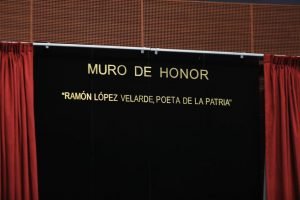 MURO DE HONOR
"RAMÓN LÓPEZ VELARDE, POETA DE LA PATRIA"